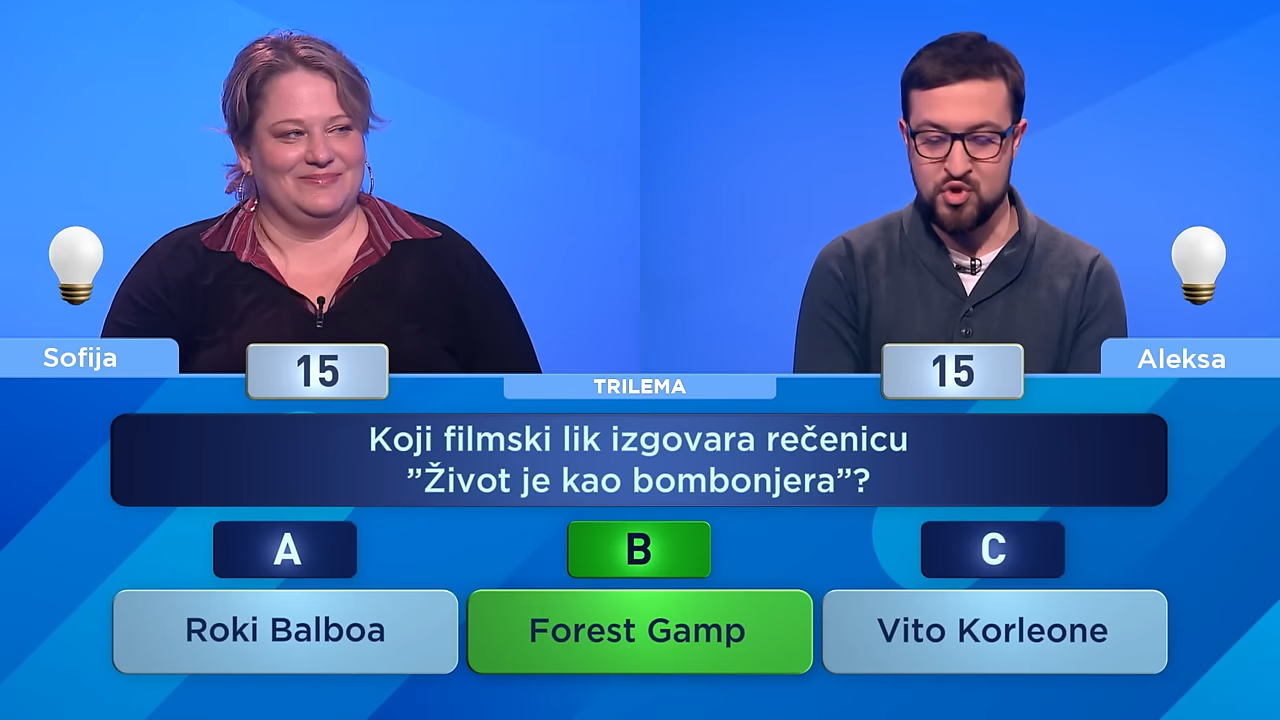 Sofija
15
TRILEMA
15
Aleksa
Koji filmski lik izgovara rečenicu
”Život je kao bombonjera”?
A
B
C
Roki Balboa
Forest Gamp
Vito Korleone